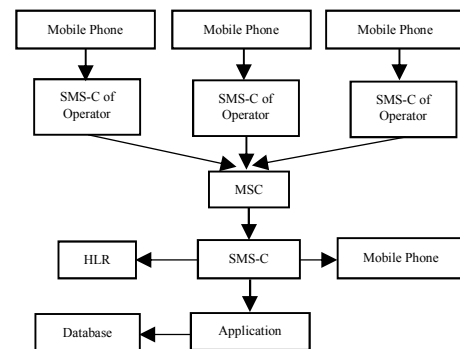 Mobile Phone
Mobile Phone
Mobile Phone
SMS-C of
Operator
SMS-C of
Operator
SMS-C of
Operator
MSC
HLR
SMS-C
Mobile Phone
Database
Application